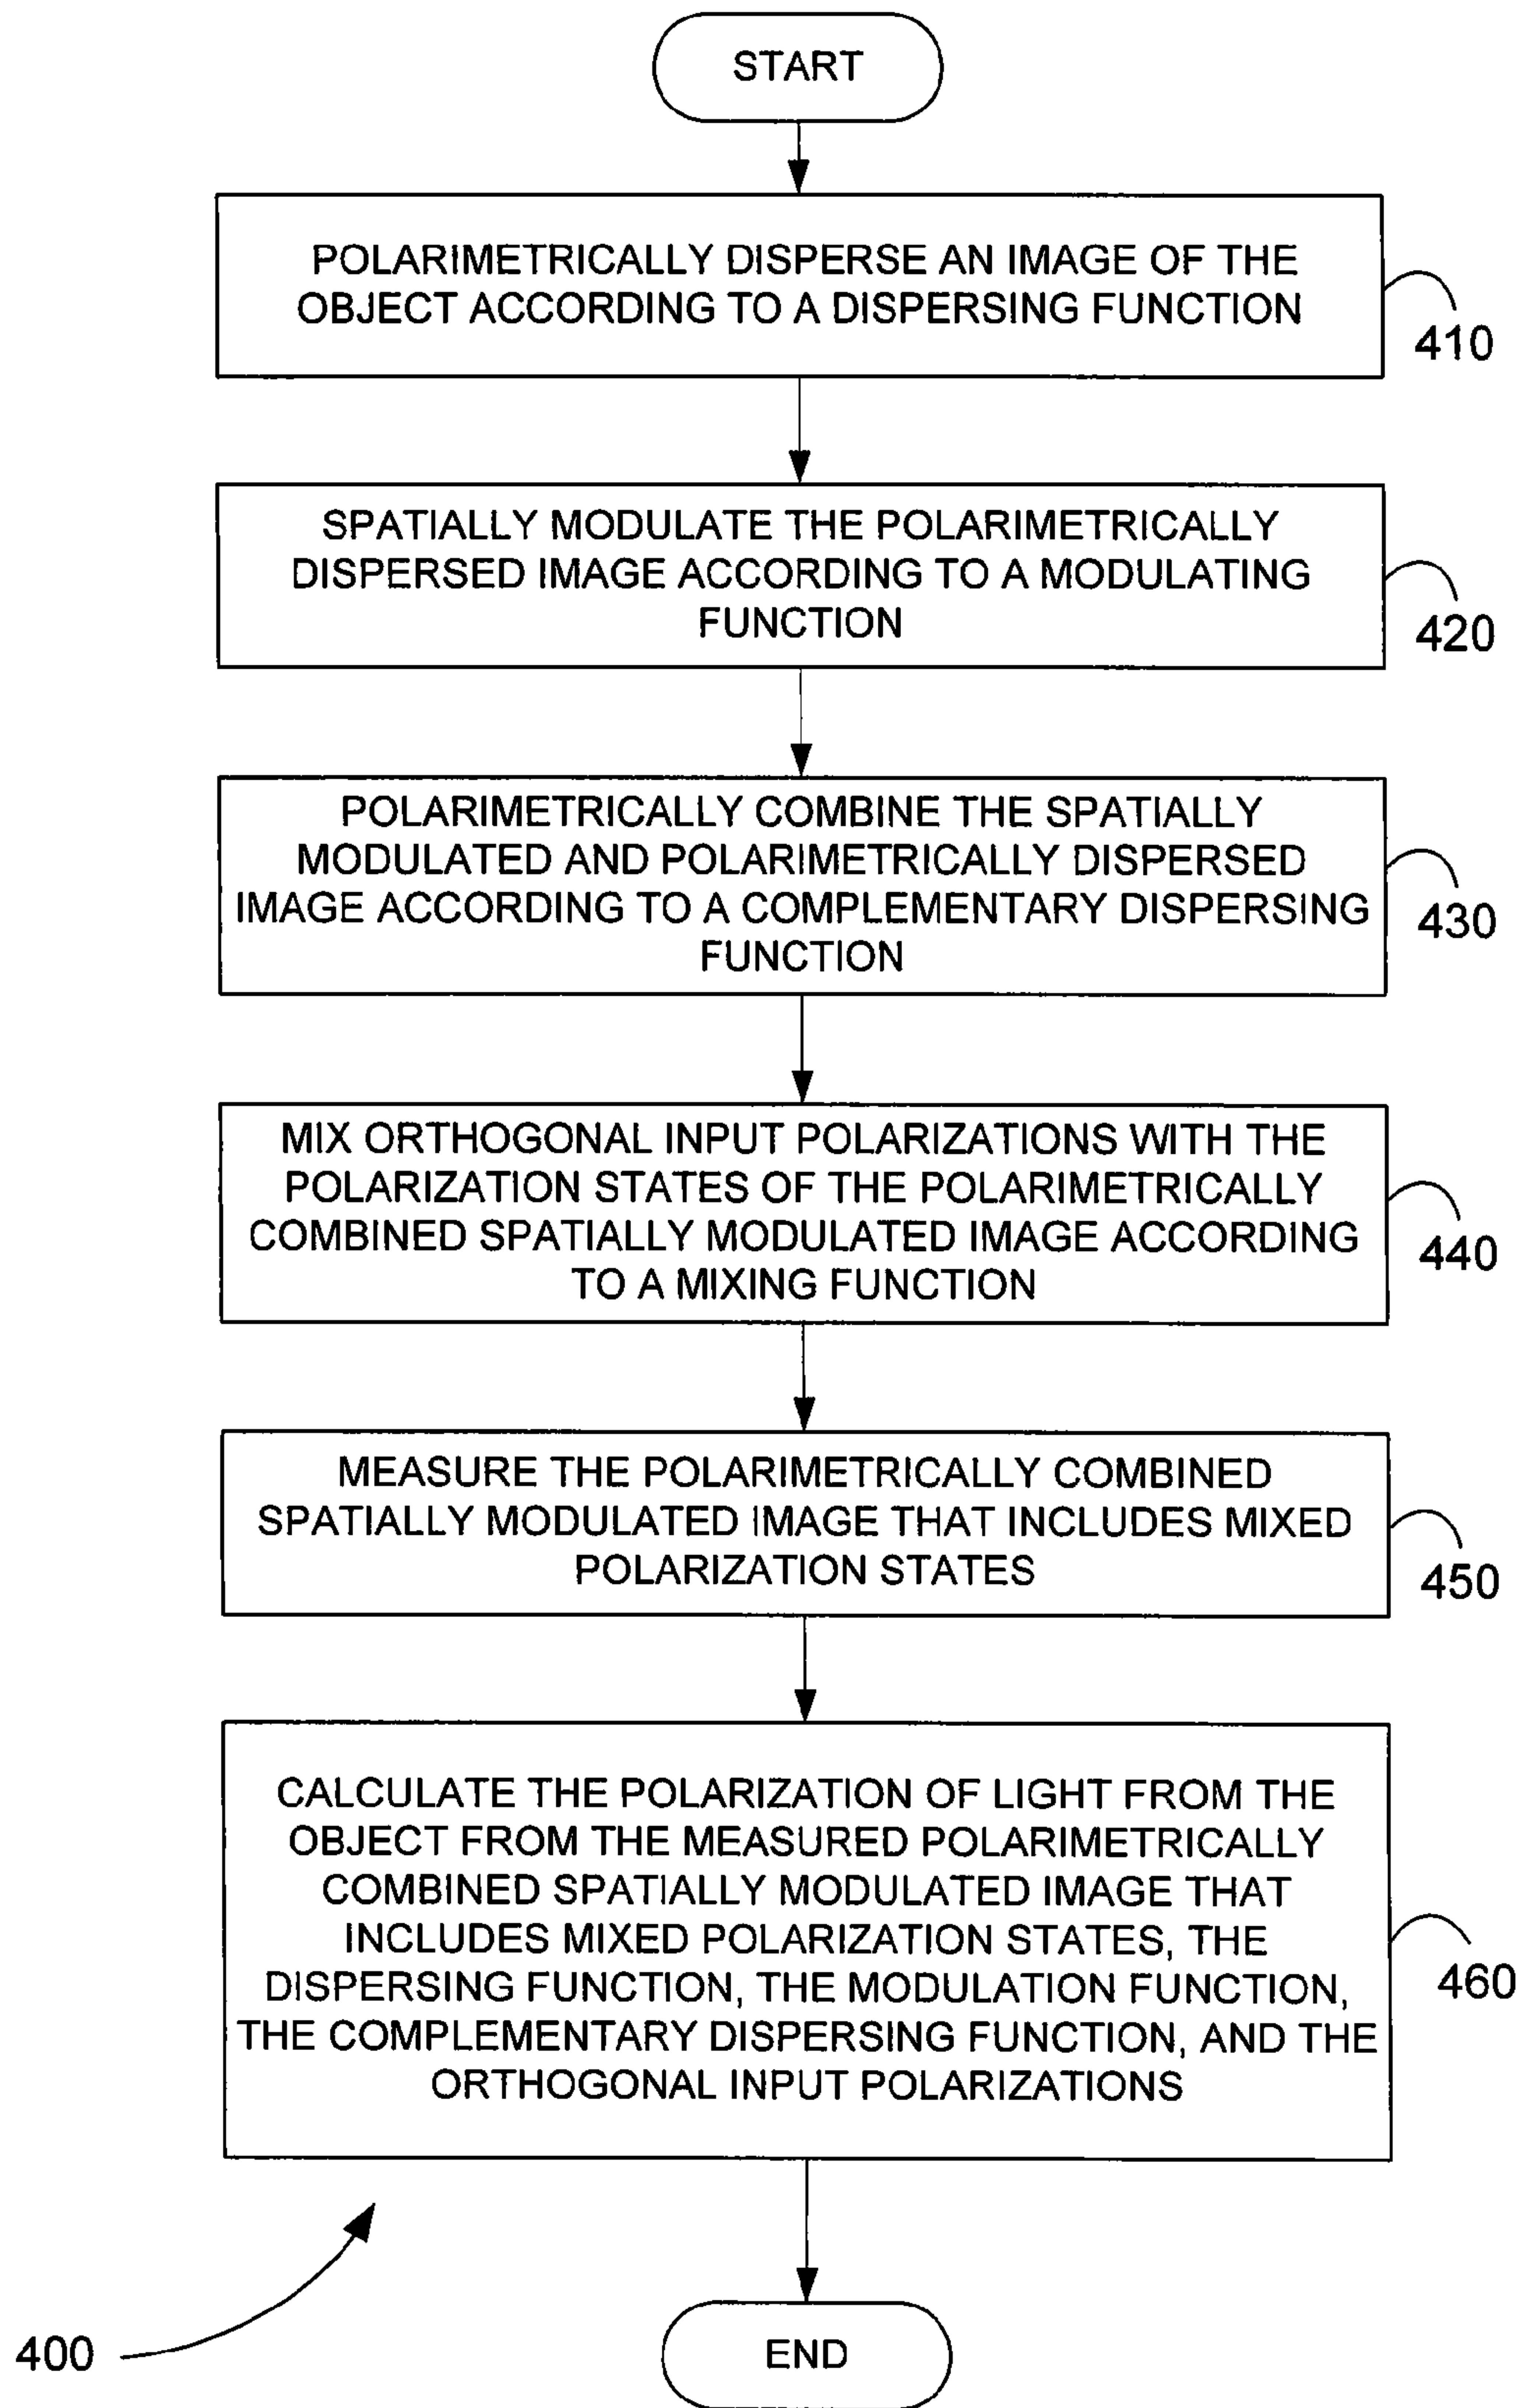 START
POLARIMETRICALLY DISPERSE AN IMAGE OF THE
OBJECT ACCORDING TO A DISPERSING FUNCTION
410
SPATIALLY MODULATE THE POLARIMETRICALLY
DISPERSED IMAGE ACCORDING TO A MODULATING
FUNCTION
420
POLARIMETRICALLY COMBINE THE SPATIALLY
MODULATED AND POLARIMETRICALLY DISPERSED
IMAGE ACCORDING TO A COMPLEMENTARY DISPERSING
FUNCTION
430
MIX ORTHOGONAL INPUT POLARIZATIONS WITH THE
POLARIZATION STATES OF THE POLARIMETRICALLY
COMBINED SPATIALLY MODULATED IMAGE ACCORDING
TO A MIXING FUNCTION
440
MEASURE THE POLARIMETRICALLY COMBINED
SPATIALLY MODULATED IMAGE THAT INCLUDES MIXED
POLARIZATION STATES
450
CALCULATE THE POLARIZATION OF LIGHT FROM THE
OBJECT FROM THE MEASURED POLARIMETRICALLY
COMBINED SPATIALLY MODULATED IMAGE THAT
INCLUDES MIXED POLARIZATION STATES, THE
DISPERSING FUNCTION, THE MODULATION FUNCTION,
THE COMPLEMENTARY DISPERSING FUNCTION, AND THE
ORTHOGONAL INPUT POLARIZATIONS
460
400
END